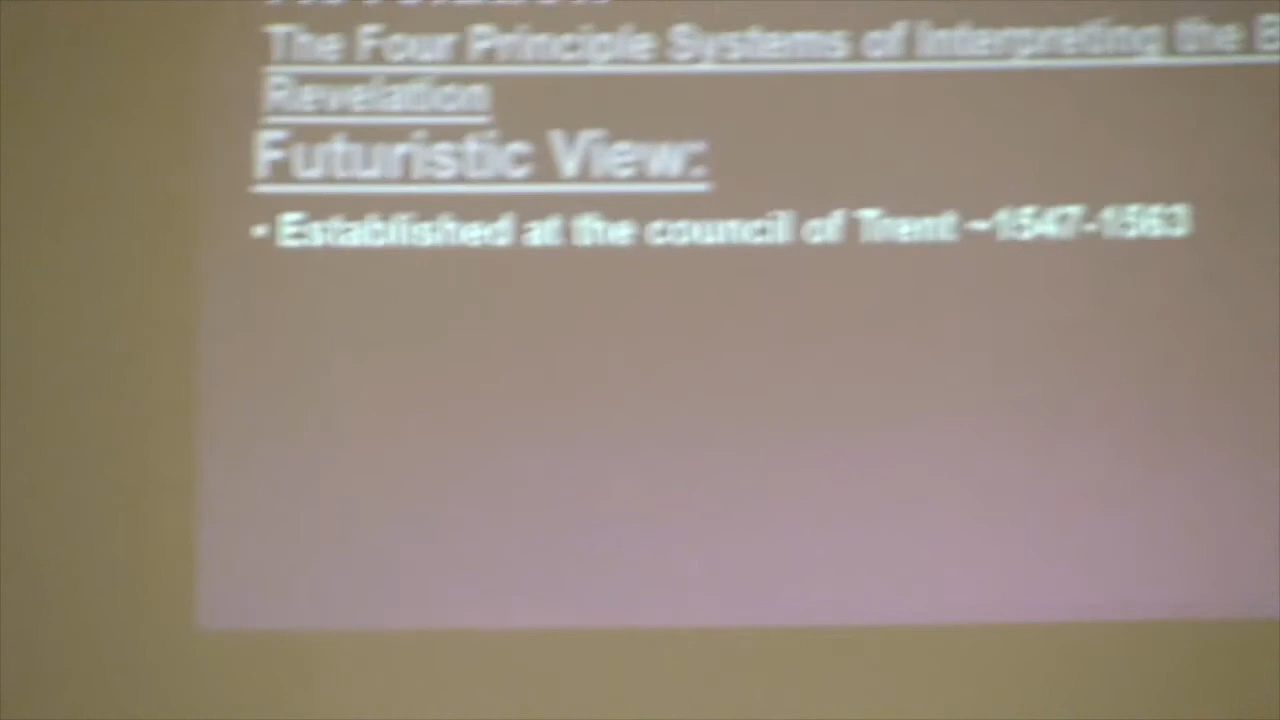 The Four Principle Systems of Interpreting the B
Revelation
Futuristic View:
• Established at the council of Trent ~1547-1563